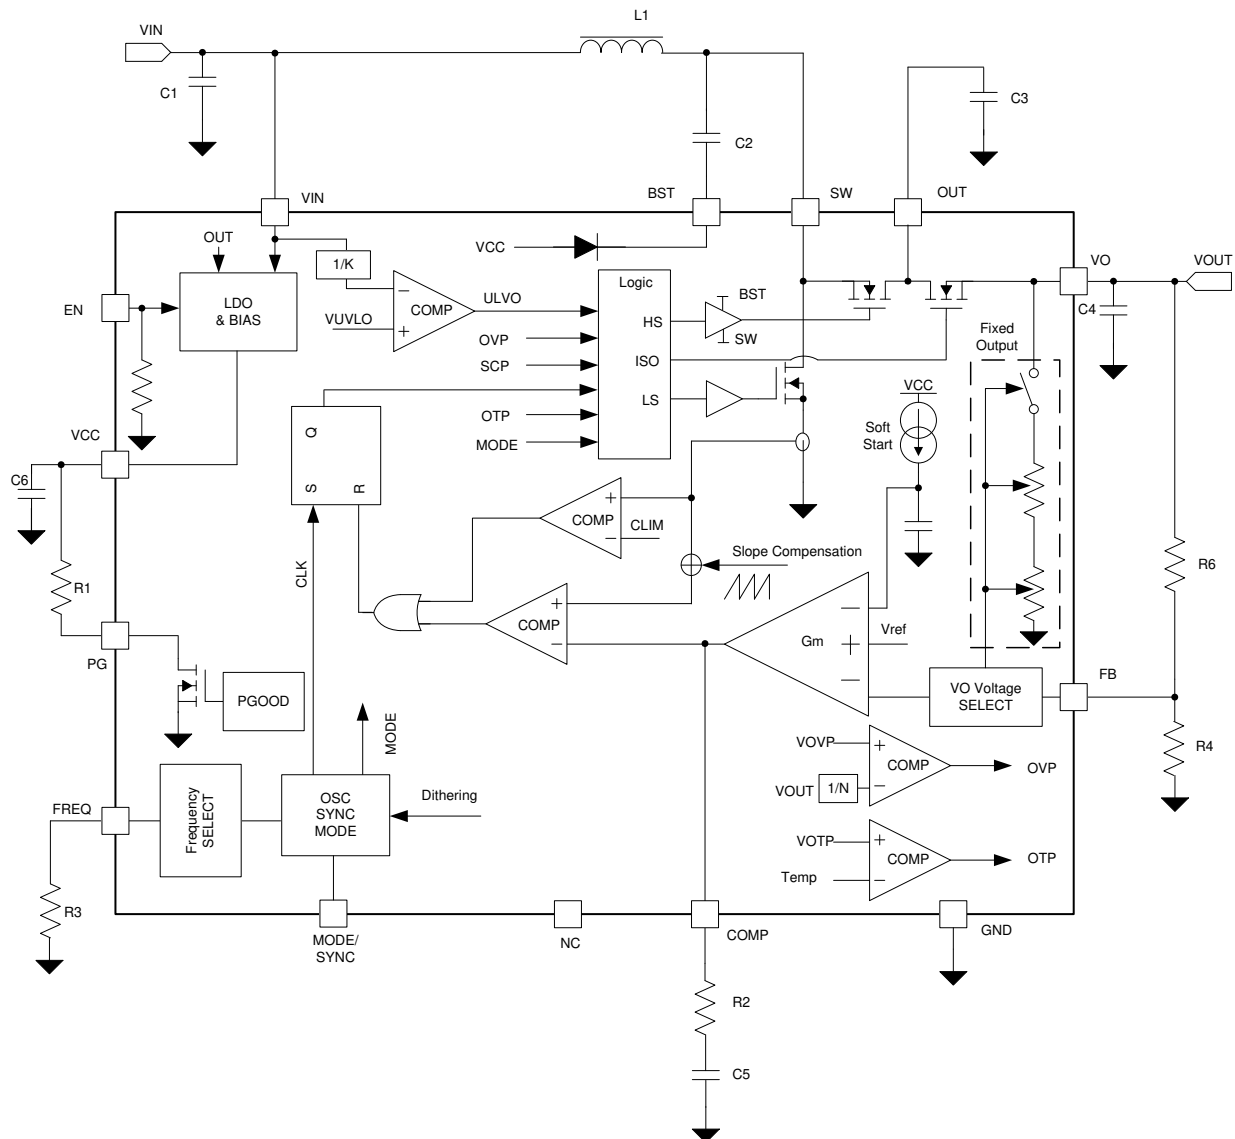 L1
VIN
C1
C2
C3
VIN
BST
SW
OUT
OUT
VCC
1/K
LDO
& BIAS
EN
COMP
ULVO
VUVLO
Logic
HS
ISO
LS
BST
SW
OVP
SCP
OTP
MODE
VO
VOUT
C4
Fixed
Output
VCC
Soft
Start
Q
S
R
VCC
C6
COMP
CLIM
Slope Compensation
CLK
R1
R6
COMP
Gm
Vref
PG
PGOOD
VO Voltage
SELECT
FB
R4
MODE
VOVP
VOUT
1/N
COMP
OVP
FREQ
Frequency
SELECT
OSC
SYNC
MODE
Dithering
VOTP
Temp
COMP
OTP
R3
MODE/
SYNC
NC
COMP
GND
R2
C5